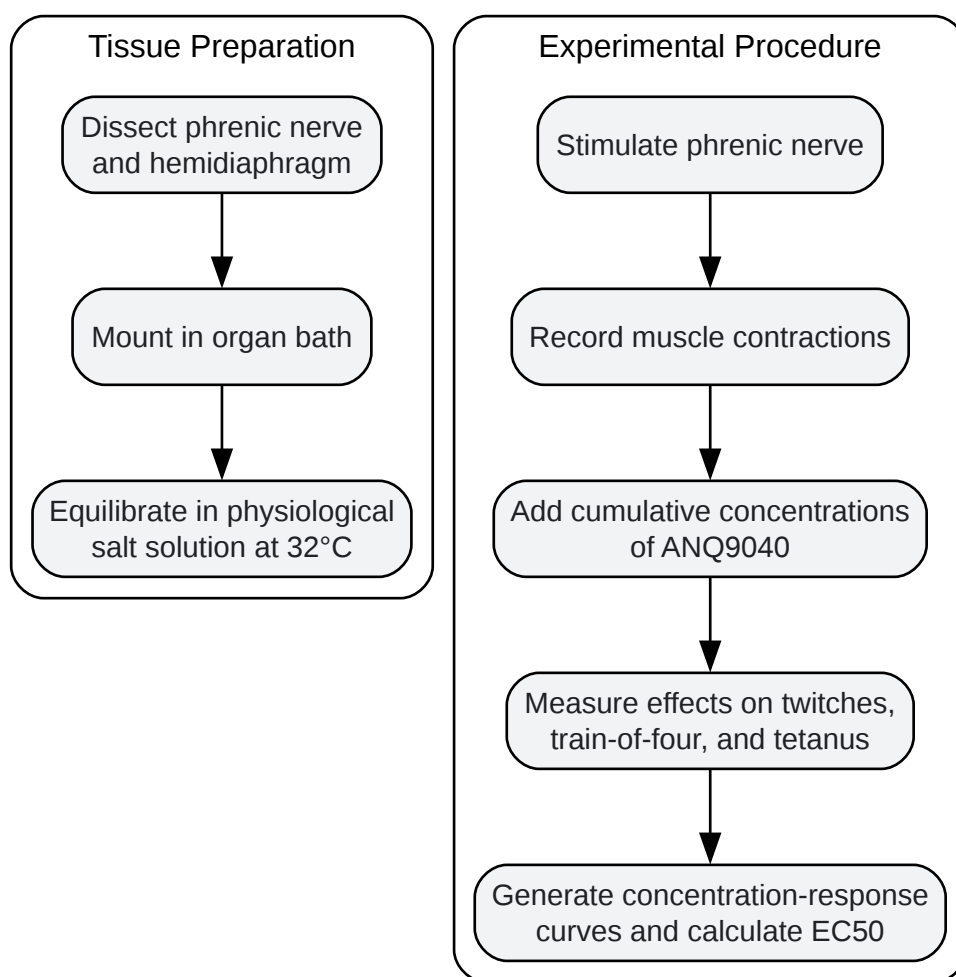 Tissue Preparation
Dissect phrenic nerve
and hemidiaphragm
Mount in organ bath
Equilibrate in physiological
salt solution at 32°C
Experimental Procedure
Stimulate phrenic nerve
Record muscle contractions
Add cumulative concentrations
of ANQ9040
Measure effects on twitches,
train-of-four, and tetanus
Generate concentration-response
curves and calculate EC50